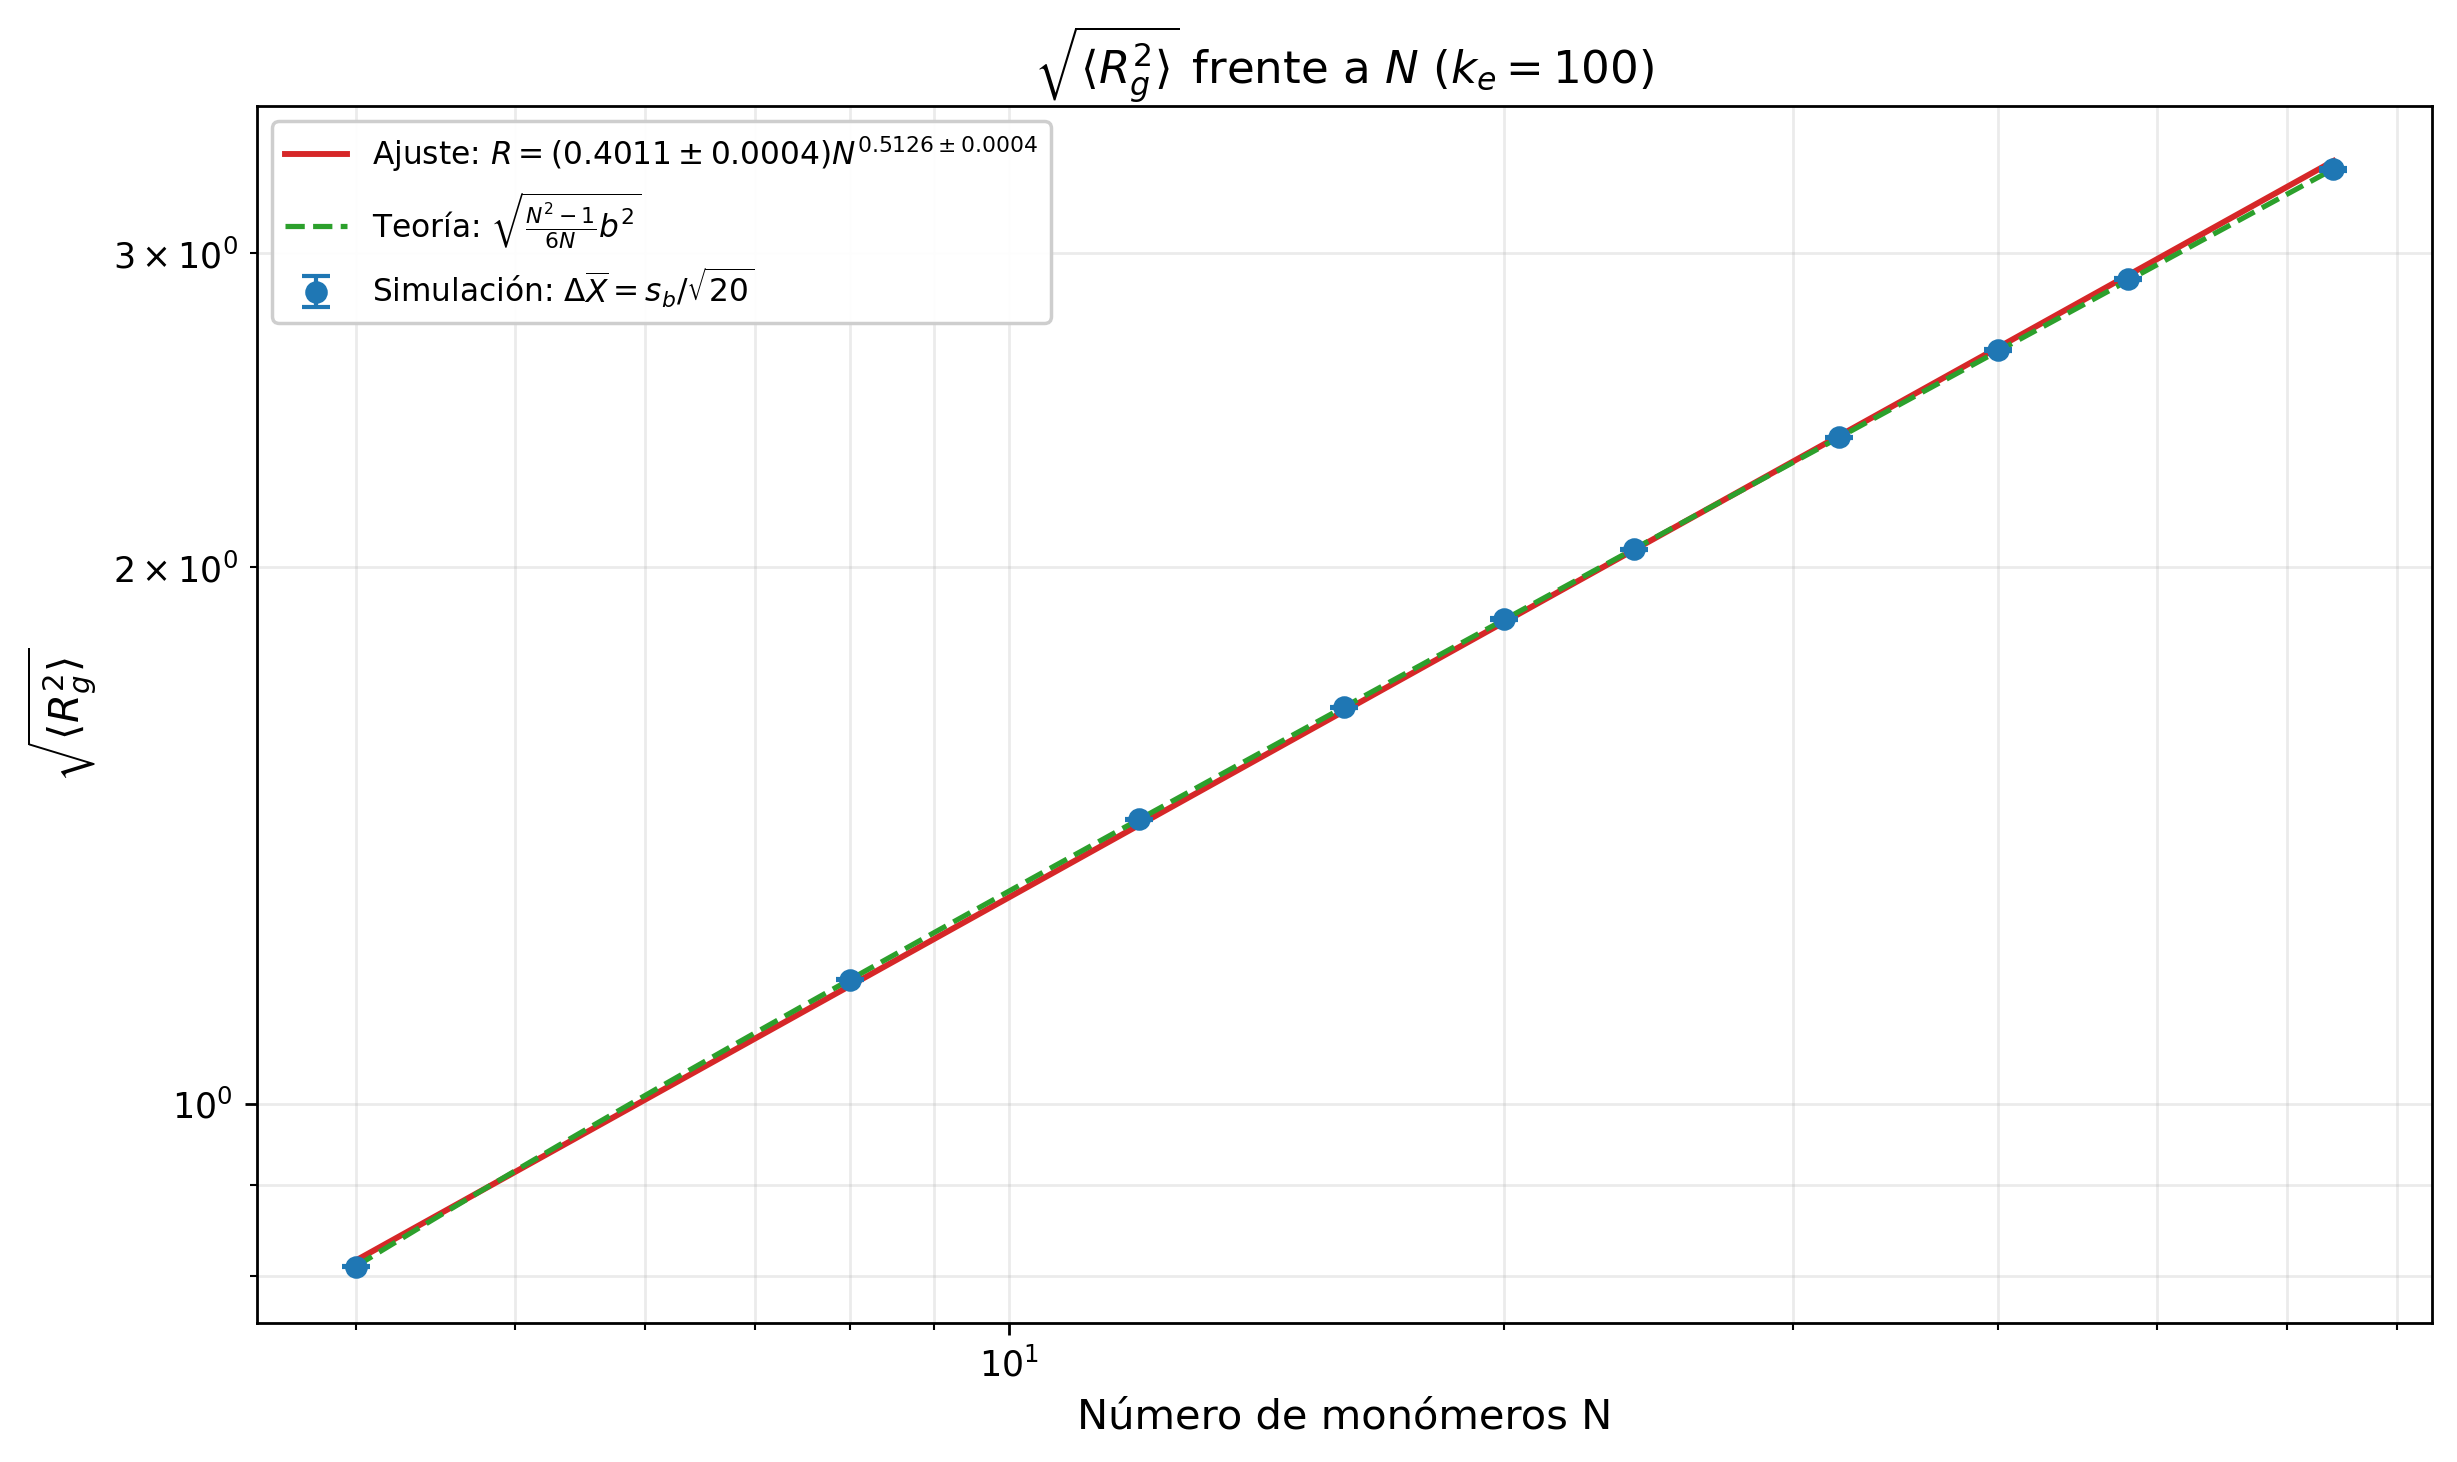 √⟨R_g^2⟩ frente a N (k_e = 100)
Ajuste: R = (0.4011 ± 0.0004)N^{0.5126 ± 0.0004}
Teoría: √(\frac{N^2 − 1}{6N} b^2)
Simulación: ΔX̅ = s_b/√20
3 × 10^0
2 × 10^0
10^0
√⟨R_g^2⟩
10^1
Número de monómeros N